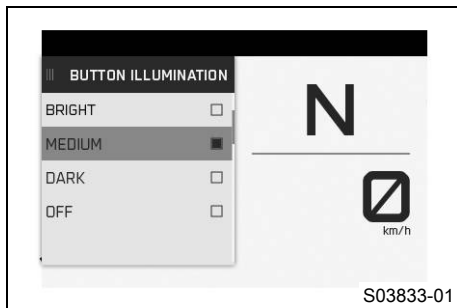 BUTTON ILLUMINATION
BRIGHT
MEDIUM
DARK
OFF
N
0
km/h
S03833-01